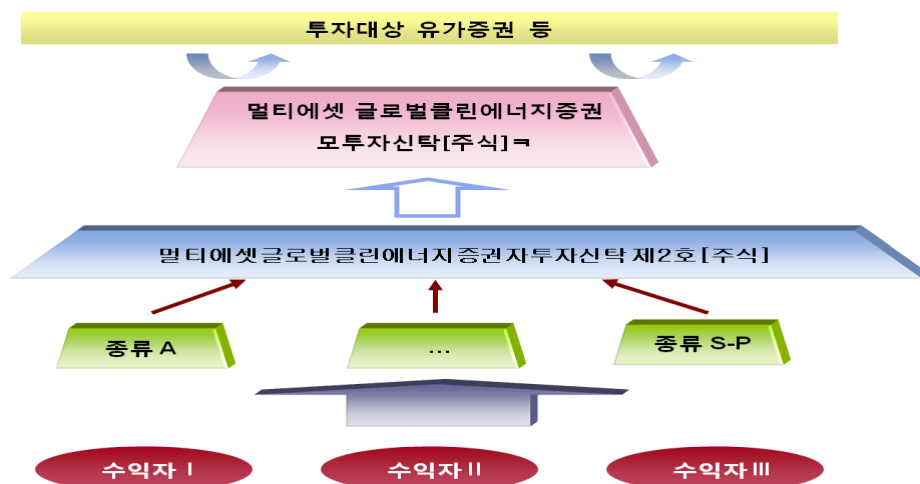 투자대상 유가증권 등
멀티에셋 글로벌클린에너지증권
모투자신탁[주식]ㅋ
멀티에셋글로벌클린에너지증권자투자신탁 제2호[주식]
종류 A
...
종류 S-P
수익자 I
수익자 II
수익자 III